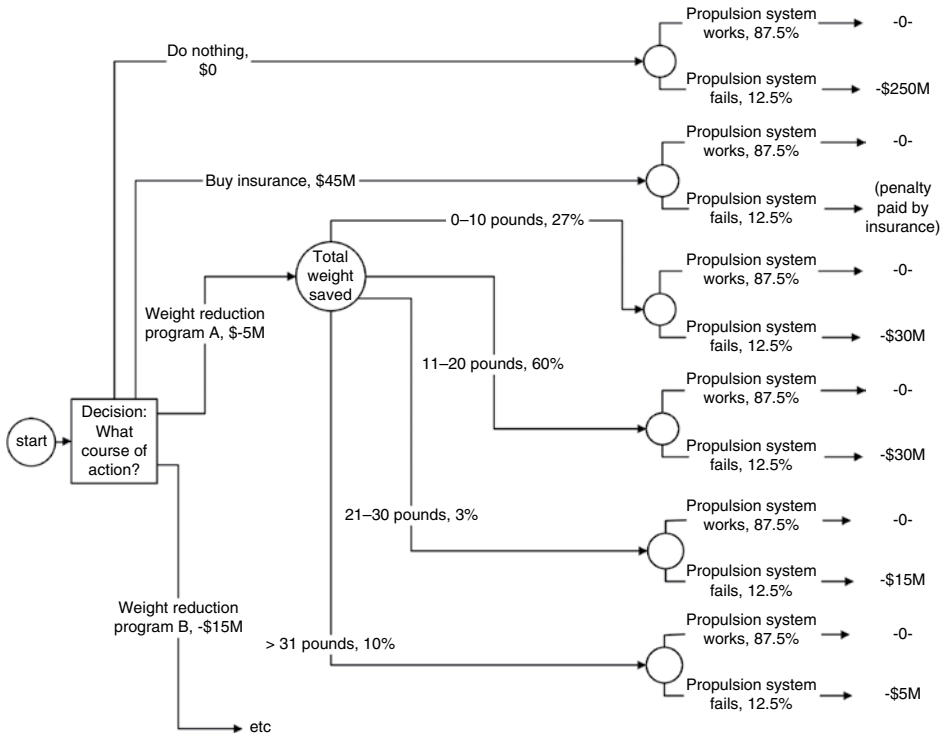 Do nothing,
$0
Propulsion system
works, 87.5%
-0-
Propulsion system
fails, 12.5%
-$250M
Buy insurance, $45M
Propulsion system
works, 87.5%
-0-
Propulsion system
fails, 12.5%
(penalty
paid by
insurance)
0–10 pounds, 27%
Total
weight
saved
Propulsion system
works, 87.5%
-0-
Propulsion system
fails, 12.5%
-$30M
Weight reduction
program A, $-5M
11–20 pounds, 60%
Propulsion system
works, 87.5%
-0-
Propulsion system
fails, 12.5%
-$30M
start
Decision:
What
course of
action?
21–30 pounds, 3%
Propulsion system
works, 87.5%
-0-
Propulsion system
fails, 12.5%
-$15M
Weight reduction
program B, -$15M
> 31 pounds, 10%
Propulsion system
works, 87.5%
-0-
Propulsion system
fails, 12.5%
-$5M
etc